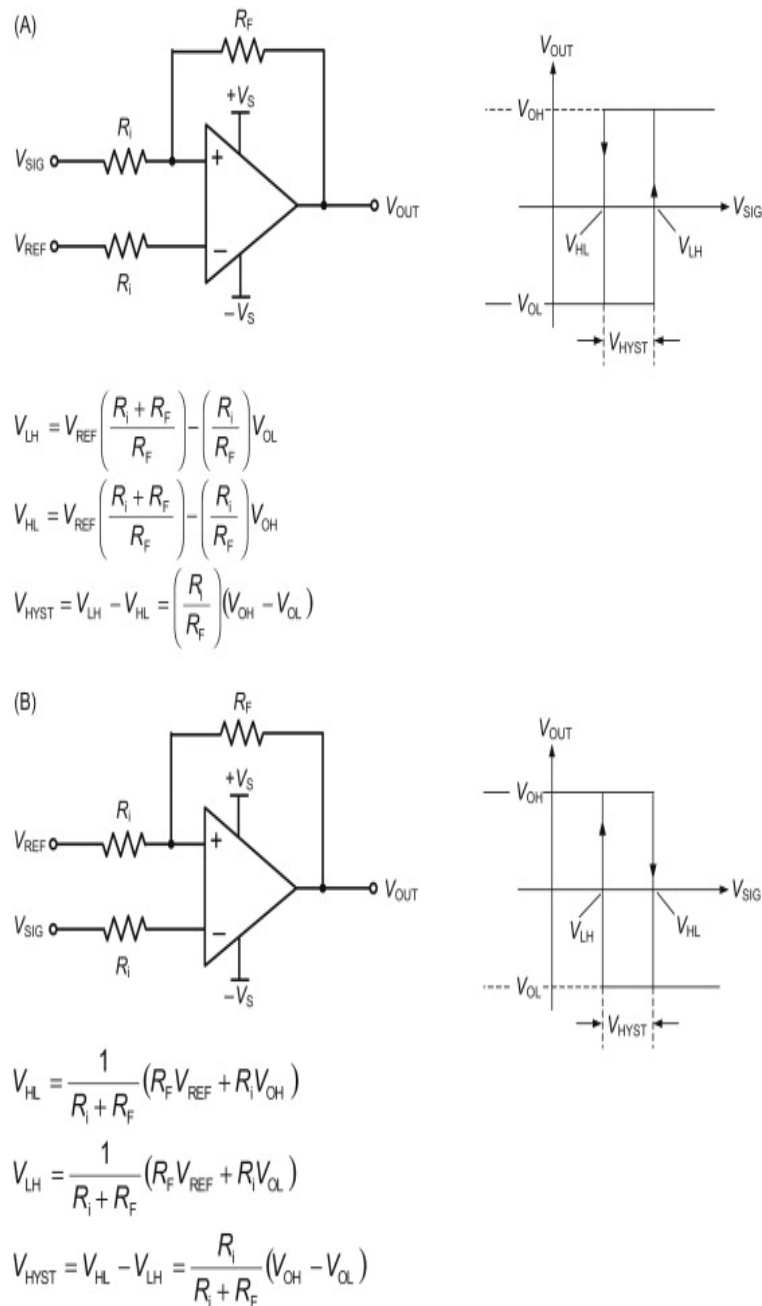 (A)
R_F
+V_S
R_i
V_SIG
+
V_OUT
V_REF
−
R_i
−V_S
V_OUT
V_OH
V_SIG
V_HL
V_LH
V_OL
V_HYST
V_LH = V_REF ((R_i + R_F) / R_F) − (R_i / R_F) V_OL
V_HL = V_REF ((R_i + R_F) / R_F) − (R_i / R_F) V_OH
V_HYST = V_LH − V_HL = (R_i / R_F) (V_OH − V_OL)
(B)
R_F
+V_S
R_i
V_REF
+
V_OUT
V_SIG
−
R_i
−V_S
V_OUT
V_OH
V_SIG
V_LH
V_HL
V_OL
V_HYST
V_HL = 1 / (R_i + R_F) (R_F V_REF + R_i V_OH)
V_LH = 1 / (R_i + R_F) (R_F V_REF + R_i V_OL)
V_HYST = V_HL − V_LH = R_i / (R_i + R_F) (V_OH − V_OL)